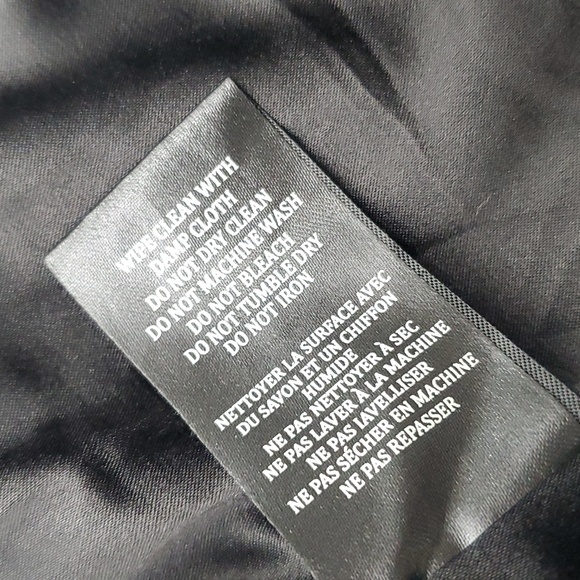 WIPE CLEAN WITH
DAMP CLOTH
DO NOT DRY CLEAN
DO NOT MACHINE WASH
DO NOT BLEACH
DO NOT TUMBLE DRY
DO NOT IRON
NETTOYER LA SURFACE AVEC
DU SAVON ET UN CHIFFON
HUMIDE
NE PAS NETTOYER À SEC
NE PAS LAVER À LA MACHINE
NE PAS JAVELLISER
NE PAS SÉCHER EN MACHINE
NE PAS REPASSER